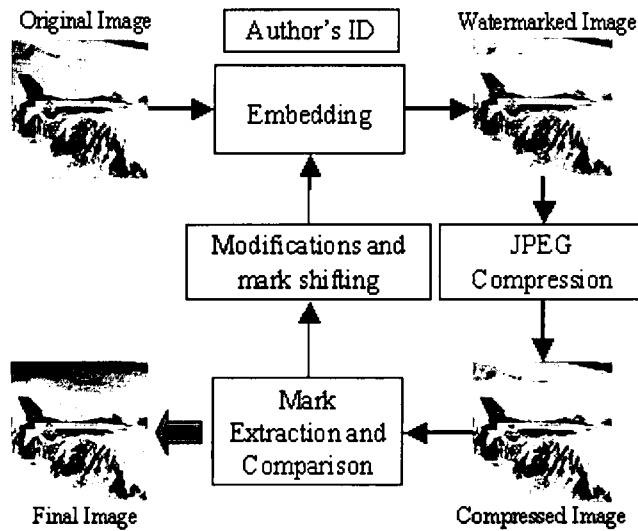 Original Image
Author's ID
Watermarked Image
Embedding
Modifications and
mark shifting
JPEG
Compression
Mark
Extraction and
Comparison
Final Image
Compressed Image